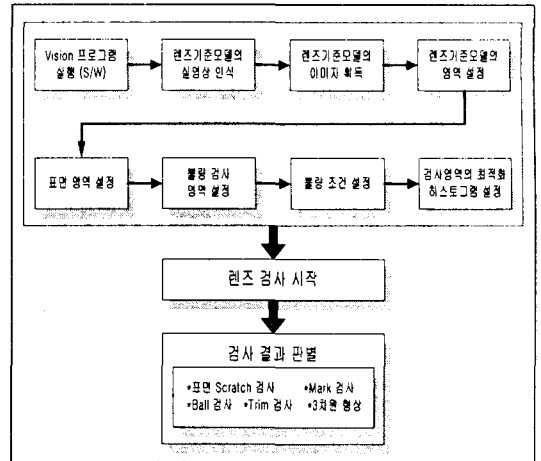 Vision 프로그램
실행 (S/W)
렌즈기준모델의
실영상 인식
렌즈기준모델의
이미자 획득
렌즈기준모델의
영역 설정
표면 영역 설정
불량 검사
영역 설정
불량 조건 설정
검사영역의 최적화
히스토그램 설정
렌즈 검사 시작
검사 결과 판별
*표면 Scratch 검사 *Mark 검사
*Ball 검사 *Trim 검사 *3차원 형상